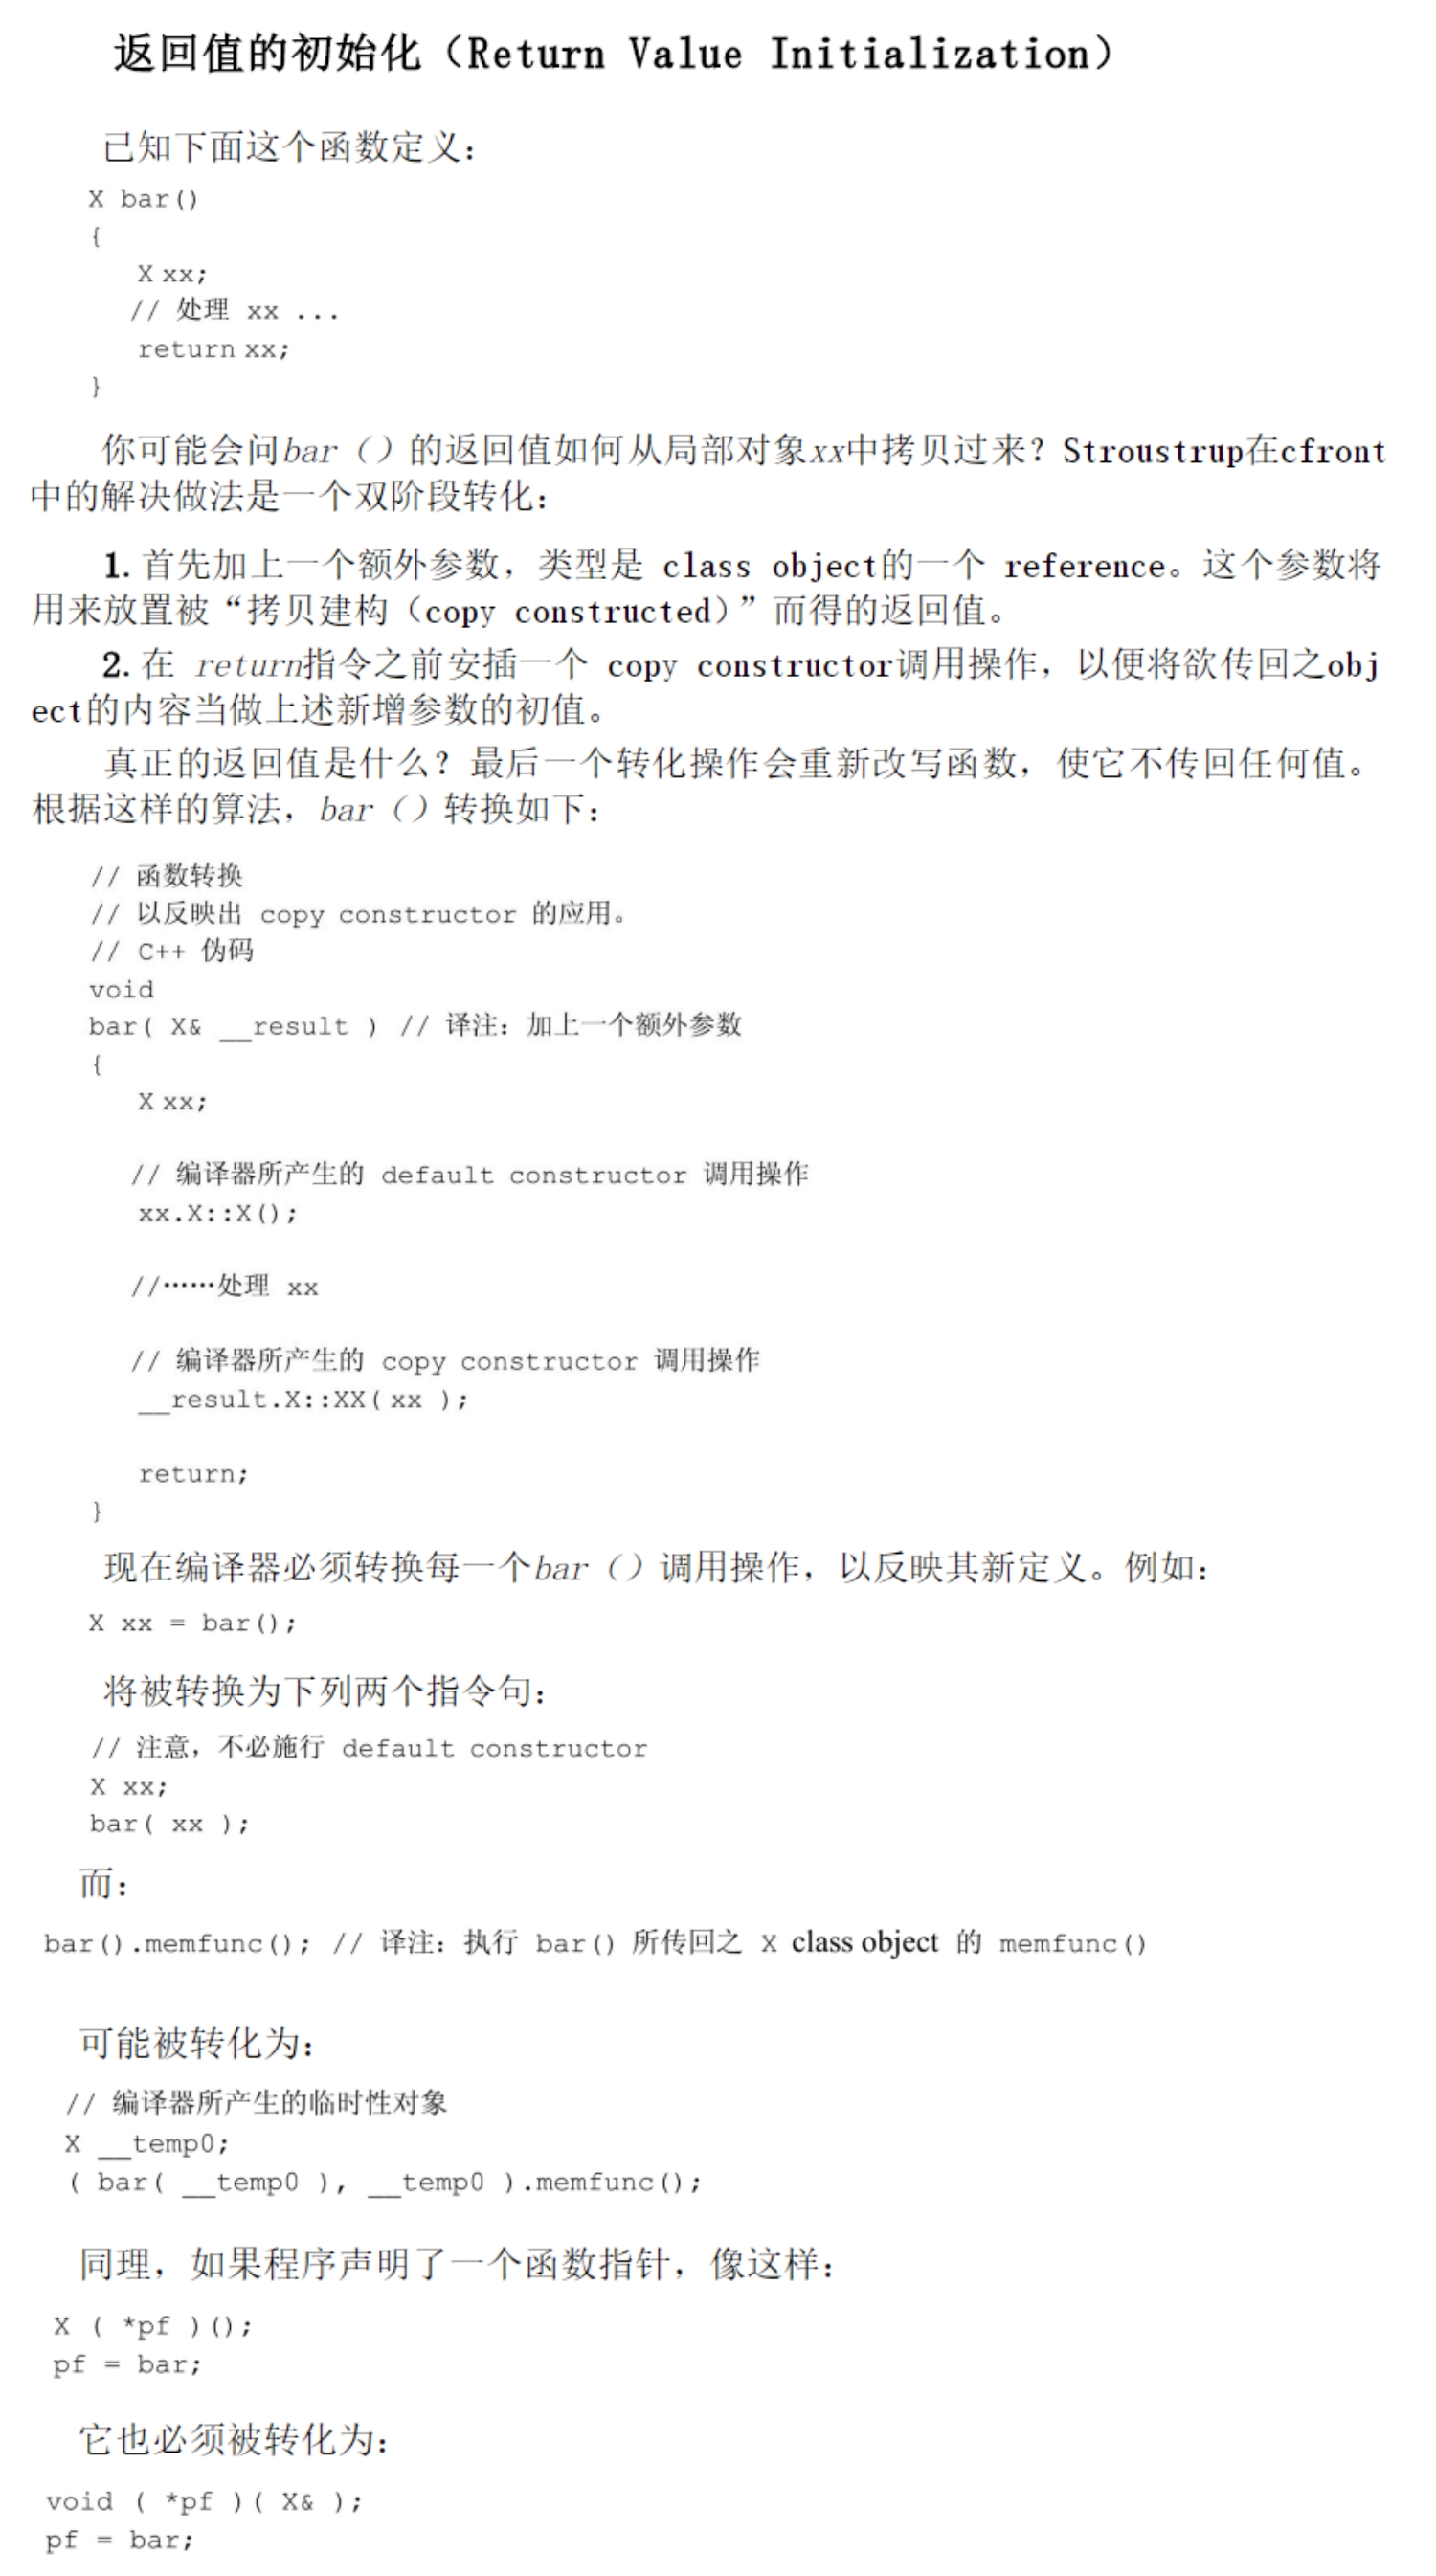 返回值的初始化（Return Value Initialization）
已知下面这个函数定义：
X bar()
{
X xx;
// 处理 xx ...
return xx;
}
你可能会问bar（）的返回值如何从局部对象xx中拷贝过来？Stroustrup在cfront
中的解决做法是一个双阶段转化：
1. 首先加上一个额外参数，类型是 class object的一个 reference。这个参数将
用来放置被“拷贝建构（copy constructed）”而得的返回值。
2. 在 return指令之前安插一个 copy constructor调用操作，以便将欲传回之obj
ect的内容当做上述新增参数的初值。
真正的返回值是什么？最后一个转化操作会重新改写函数，使它不传回任何值。
根据这样的算法，bar（）转换如下：
// 函数转换
// 以反映出 copy constructor 的应用。
// C++ 伪码
void
bar( X& __result ) // 译注：加上一个额外参数
{
X xx;
// 编译器所产生的 default constructor 调用操作
xx.X::X();
//……处理 xx
// 编译器所产生的 copy constructor 调用操作
__result.X::XX( xx );
return;
}
现在编译器必须转换每一个bar（）调用操作，以反映其新定义。例如：
X xx = bar();
将被转换为下列两个指令句：
// 注意，不必施行 default constructor
X xx;
bar( xx );
而：
bar().memfunc(); // 译注：执行 bar() 所传回之 X class object 的 memfunc()
可能被转化为：
// 编译器所产生的临时性对象
X __temp0;
( bar( __temp0 ), __temp0 ).memfunc();
同理，如果程序声明了一个函数指针，像这样：
X ( *pf )();
pf = bar;
它也必须被转化为：
void ( *pf )( X& );
pf = bar;